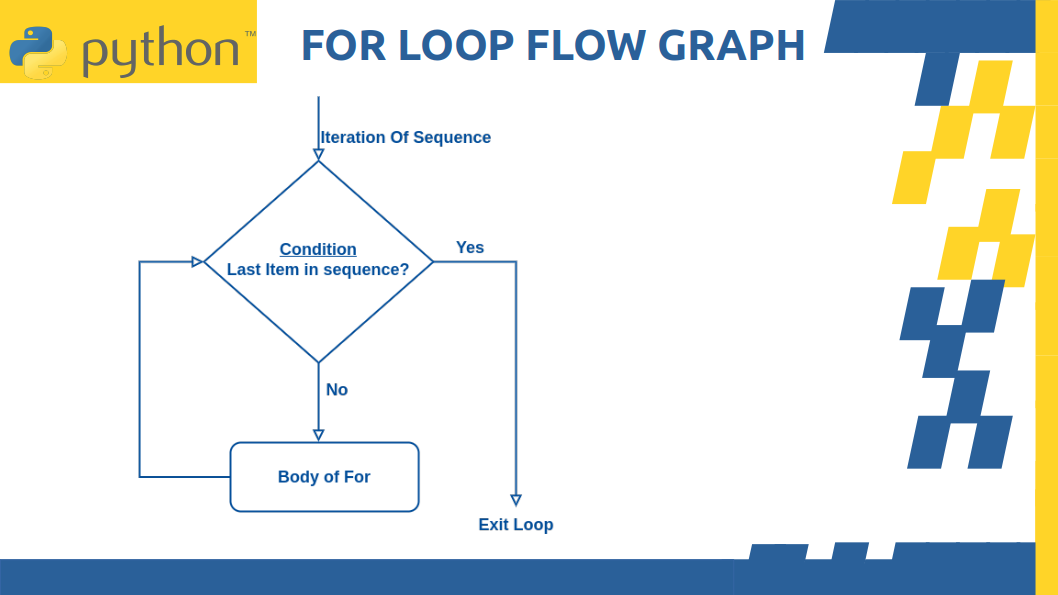 python™
FOR LOOP FLOW GRAPH
Iteration Of Sequence
Condition
Last Item in sequence?
Yes
No
Body of For
Exit Loop